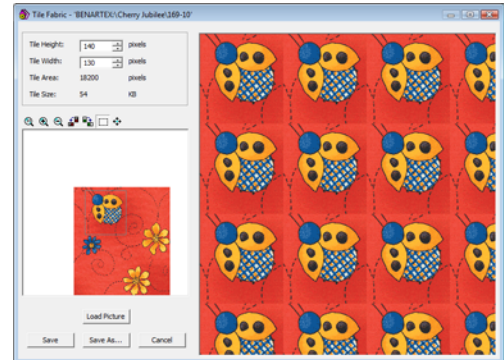 Tile Fabric - 'BENARTEX\Cherry Jubilee\169-10'
Tile Height: 140 pixels
Tile Width: 130 pixels
Tile Area: 18200 pixels
Tile Size: 54 KB
Load Picture
Save Save As... Cancel